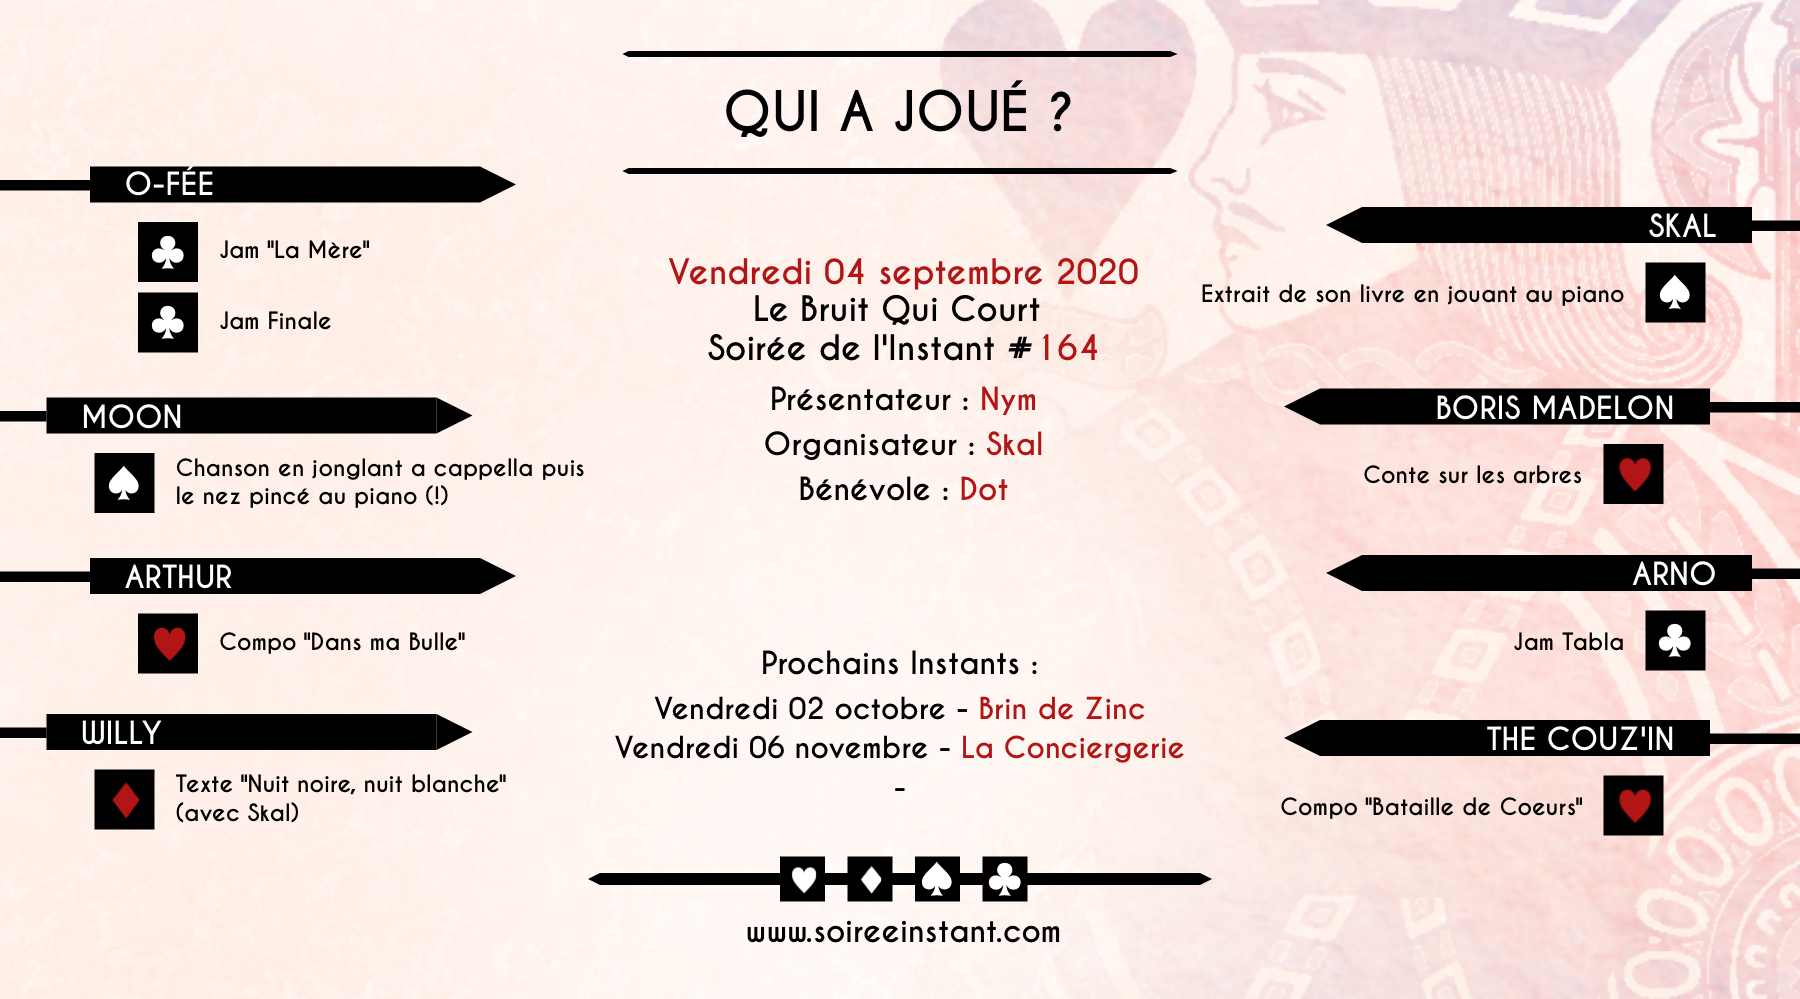 QUI A JOUÉ ?
O-FÉE
Jam "La Mère"
Jam Finale
MOON
Chanson en jonglant a cappella puis
le nez pincé au piano (!)
ARTHUR
Compo "Dans ma Bulle"
WILLY
Texte "Nuit noire, nuit blanche"
(avec Skal)
Vendredi 04 septembre 2020
Le Bruit Qui Court
Soirée de l'Instant #164
Présentateur : Nym
Organisateur : Skal
Bénévole : Dot
Prochains Instants :
Vendredi 02 octobre - Brin de Zinc
Vendredi 06 novembre - La Conciergerie
-
www.soireeinstant.com
SKAL
Extrait de son livre en jouant au piano
BORIS MADELON
Conte sur les arbres
ARNO
Jam Tabla
THE COUZ'IN
Compo "Bataille de Coeurs"